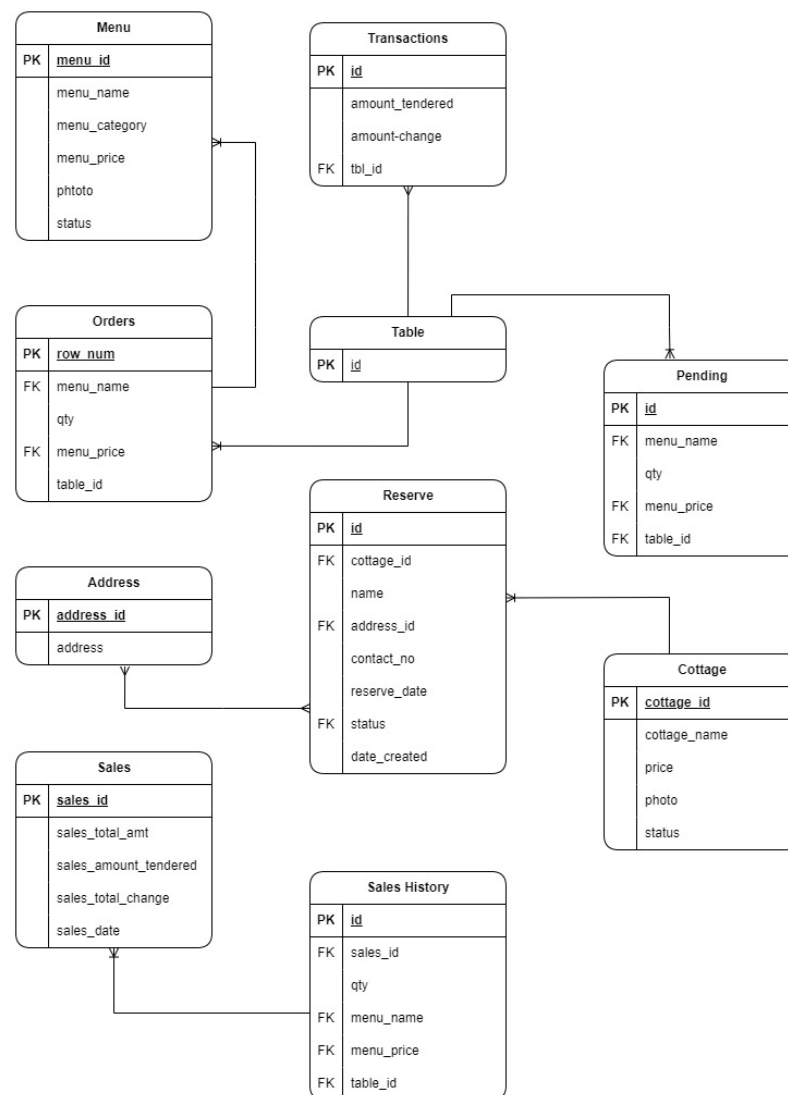 Menu
PK menu_id
menu_name
menu_category
menu_price
phtoto
status
Transactions
PK id
amount_tendered
amount-change
FK tbl_id
Orders
PK row_num
FK menu_name
qty
FK menu_price
table_id
Table
PK id
Pending
PK id
FK menu_name
qty
FK menu_price
FK table_id
Reserve
PK id
FK cottage_id
name
FK address_id
contact_no
reserve_date
FK status
date_created
Address
PK address_id
address
Cottage
PK cottage_id
cottage_name
price
photo
status
Sales
PK sales_id
sales_total_amt
sales_amount_tendered
sales_total_change
sales_date
Sales History
PK id
FK sales_id
qty
FK menu_name
FK menu_price
FK table_id